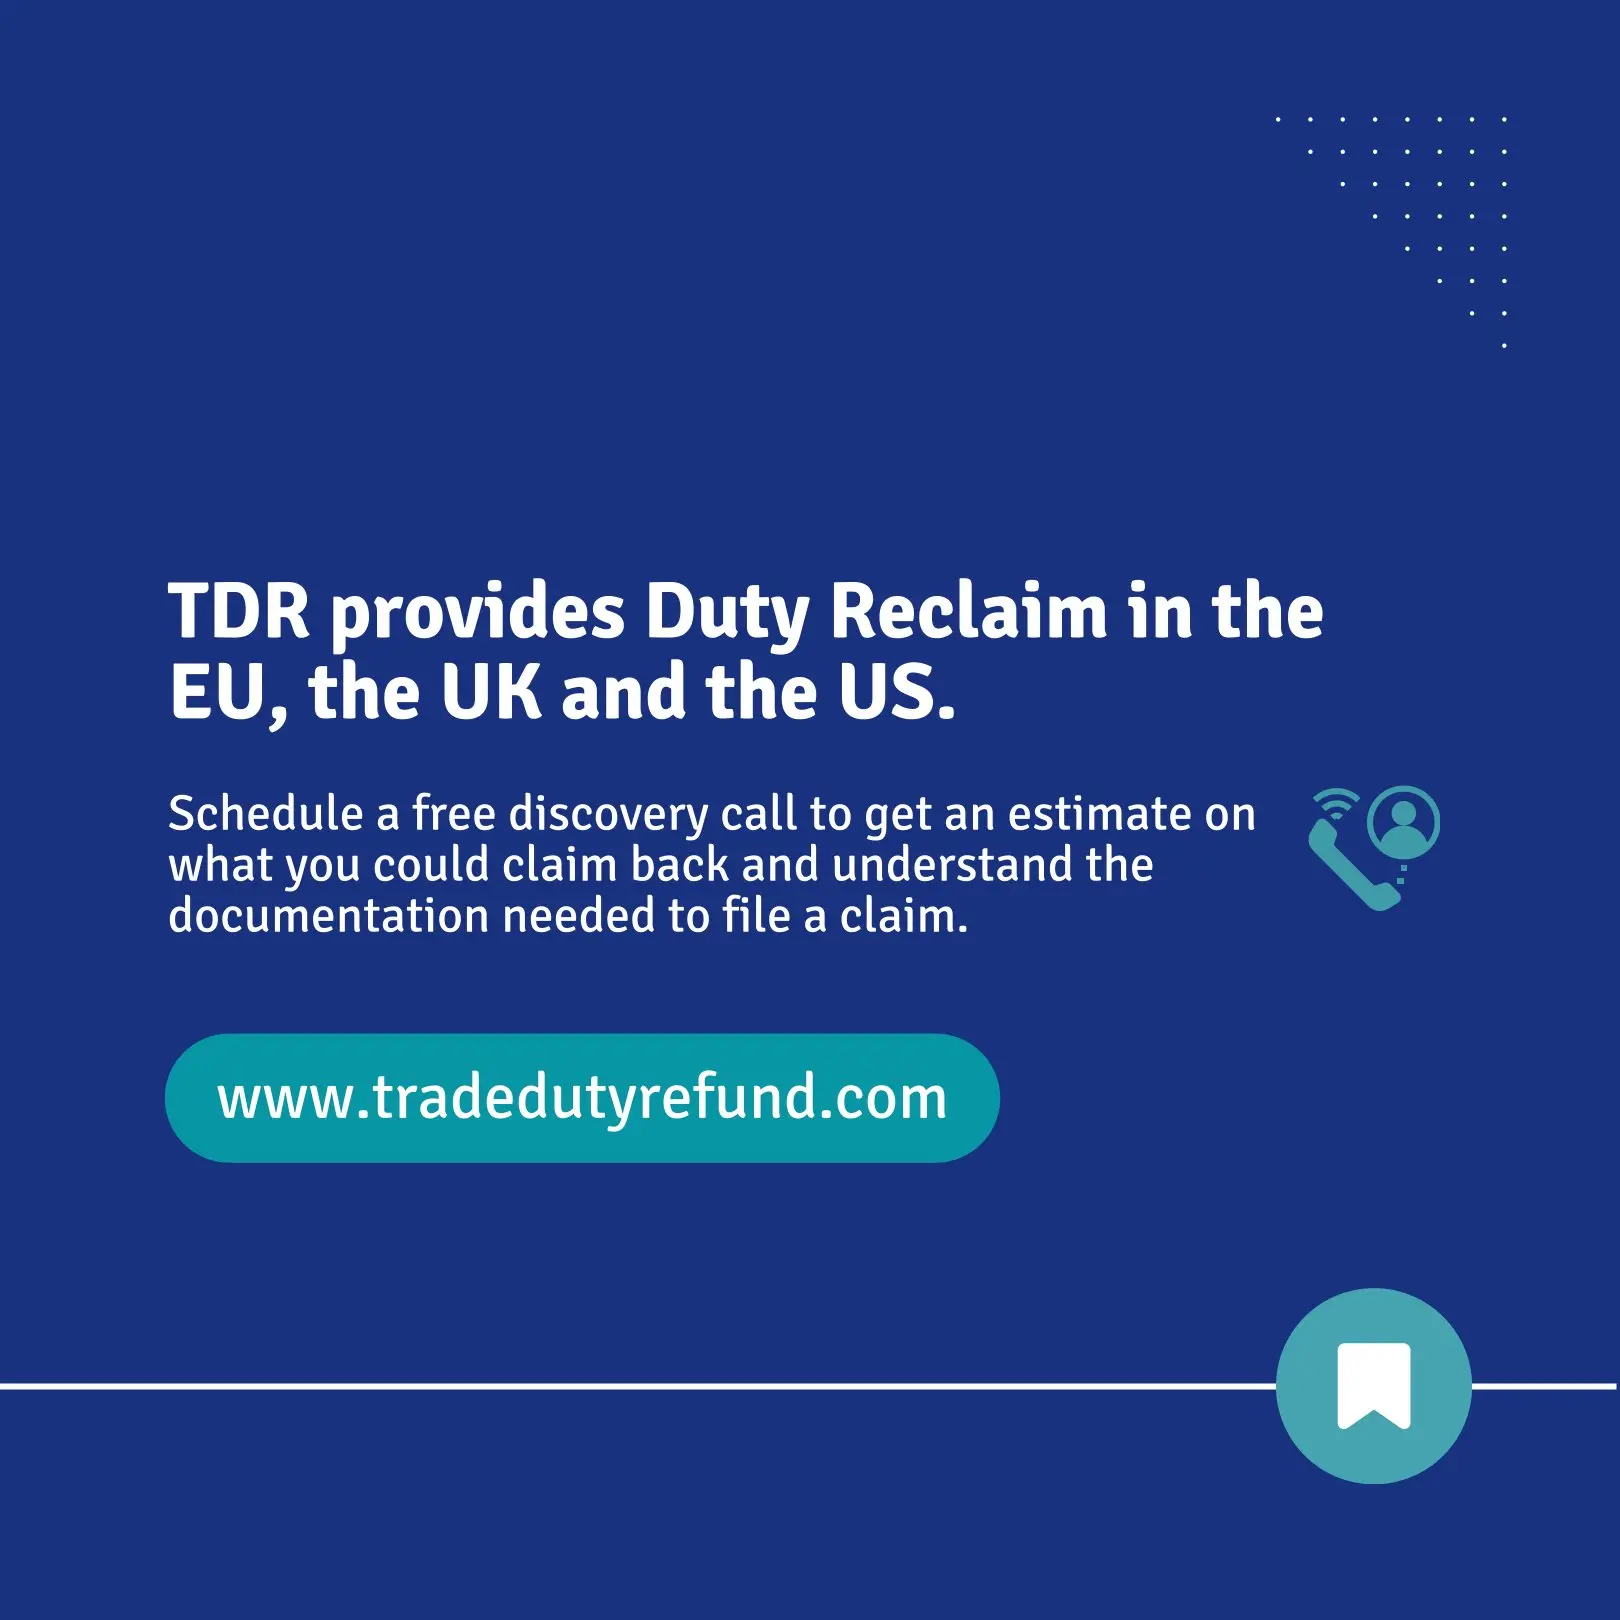 TDR provides Duty Reclaim in the
EU, the UK and the US.
Schedule a free discovery call to get an estimate on
what you could claim back and understand the
documentation needed to file a claim.
www.tradedutyrefund.com